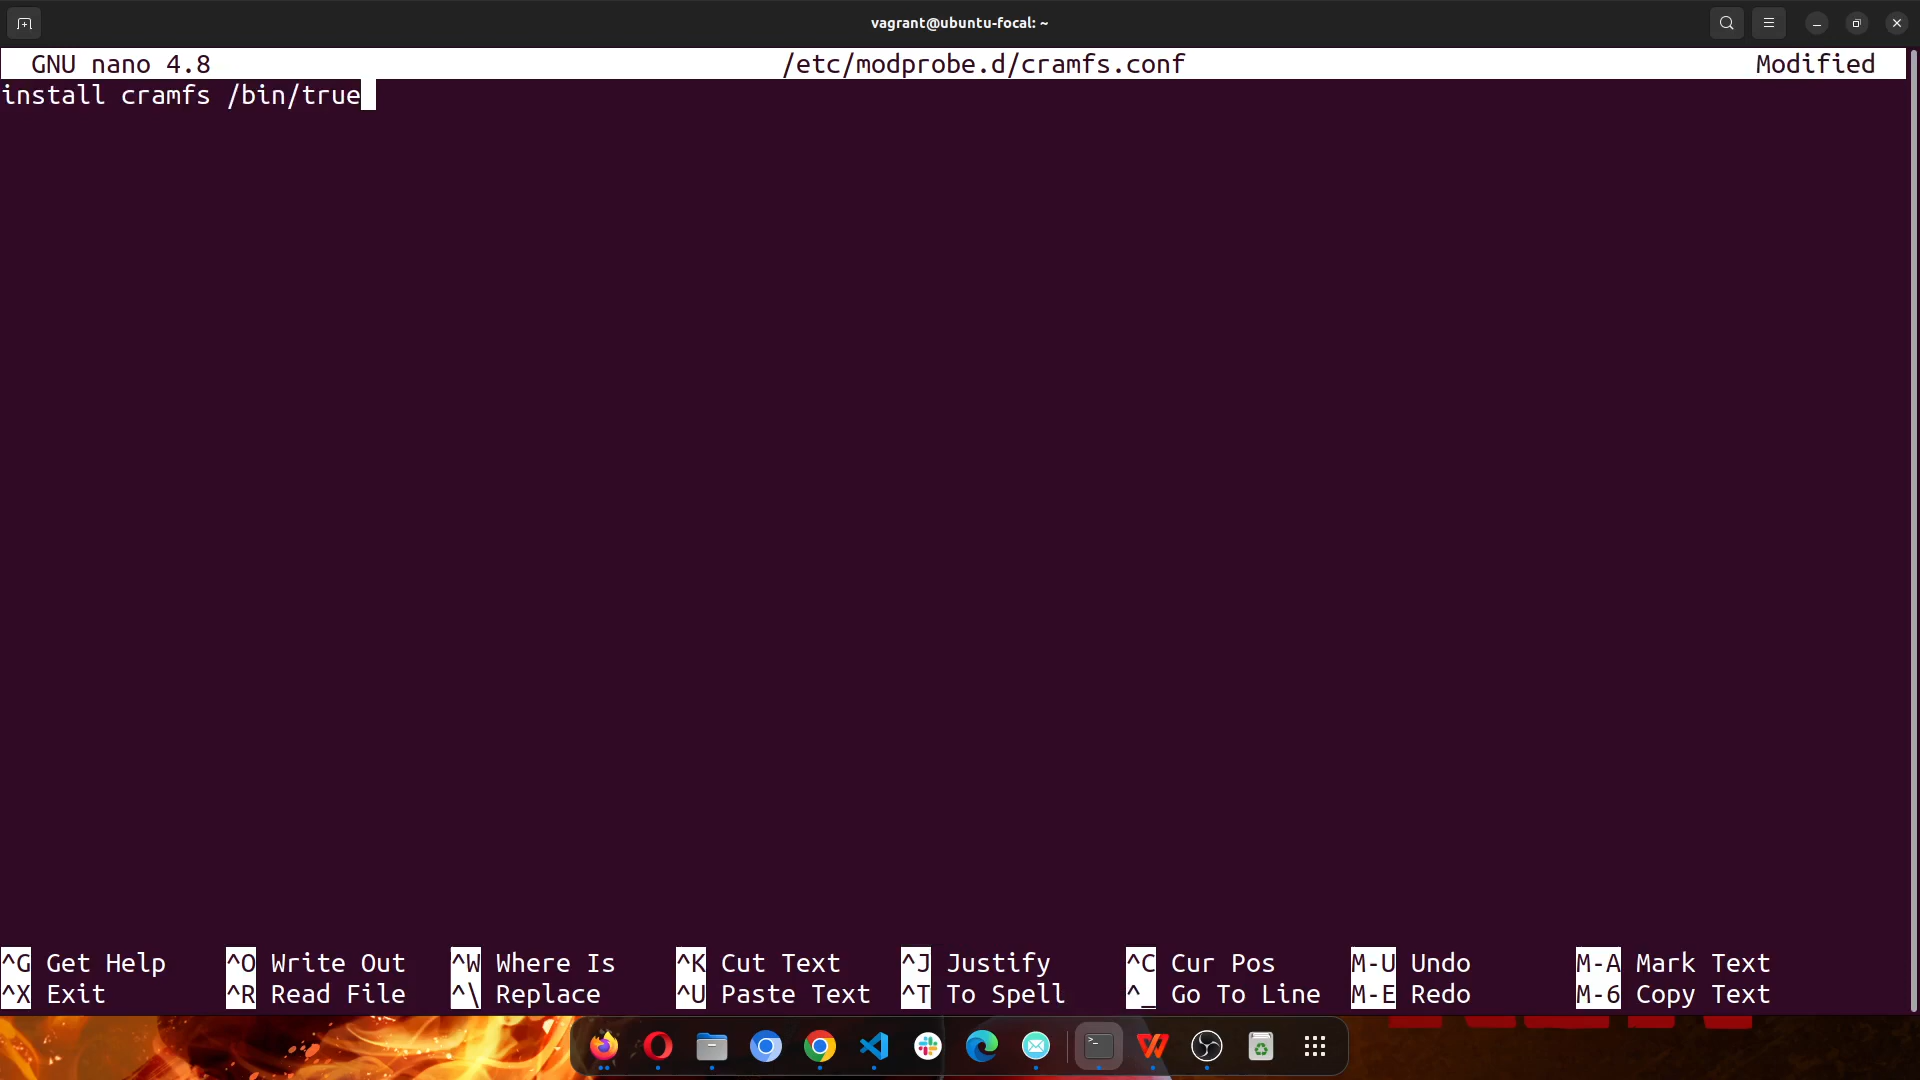 vagrant@ubuntu-focal: ~
GNU nano 4.8 /etc/modprobe.d/cramfs.conf Modified
install cramfs /bin/true
^G Get Help ^O Write Out ^W Where Is ^K Cut Text ^J Justify ^C Cur Pos M-U Undo M-A Mark Text
^X Exit ^R Read File ^\ Replace ^U Paste Text ^T To Spell ^_ Go To Line M-E Redo M-6 Copy Text